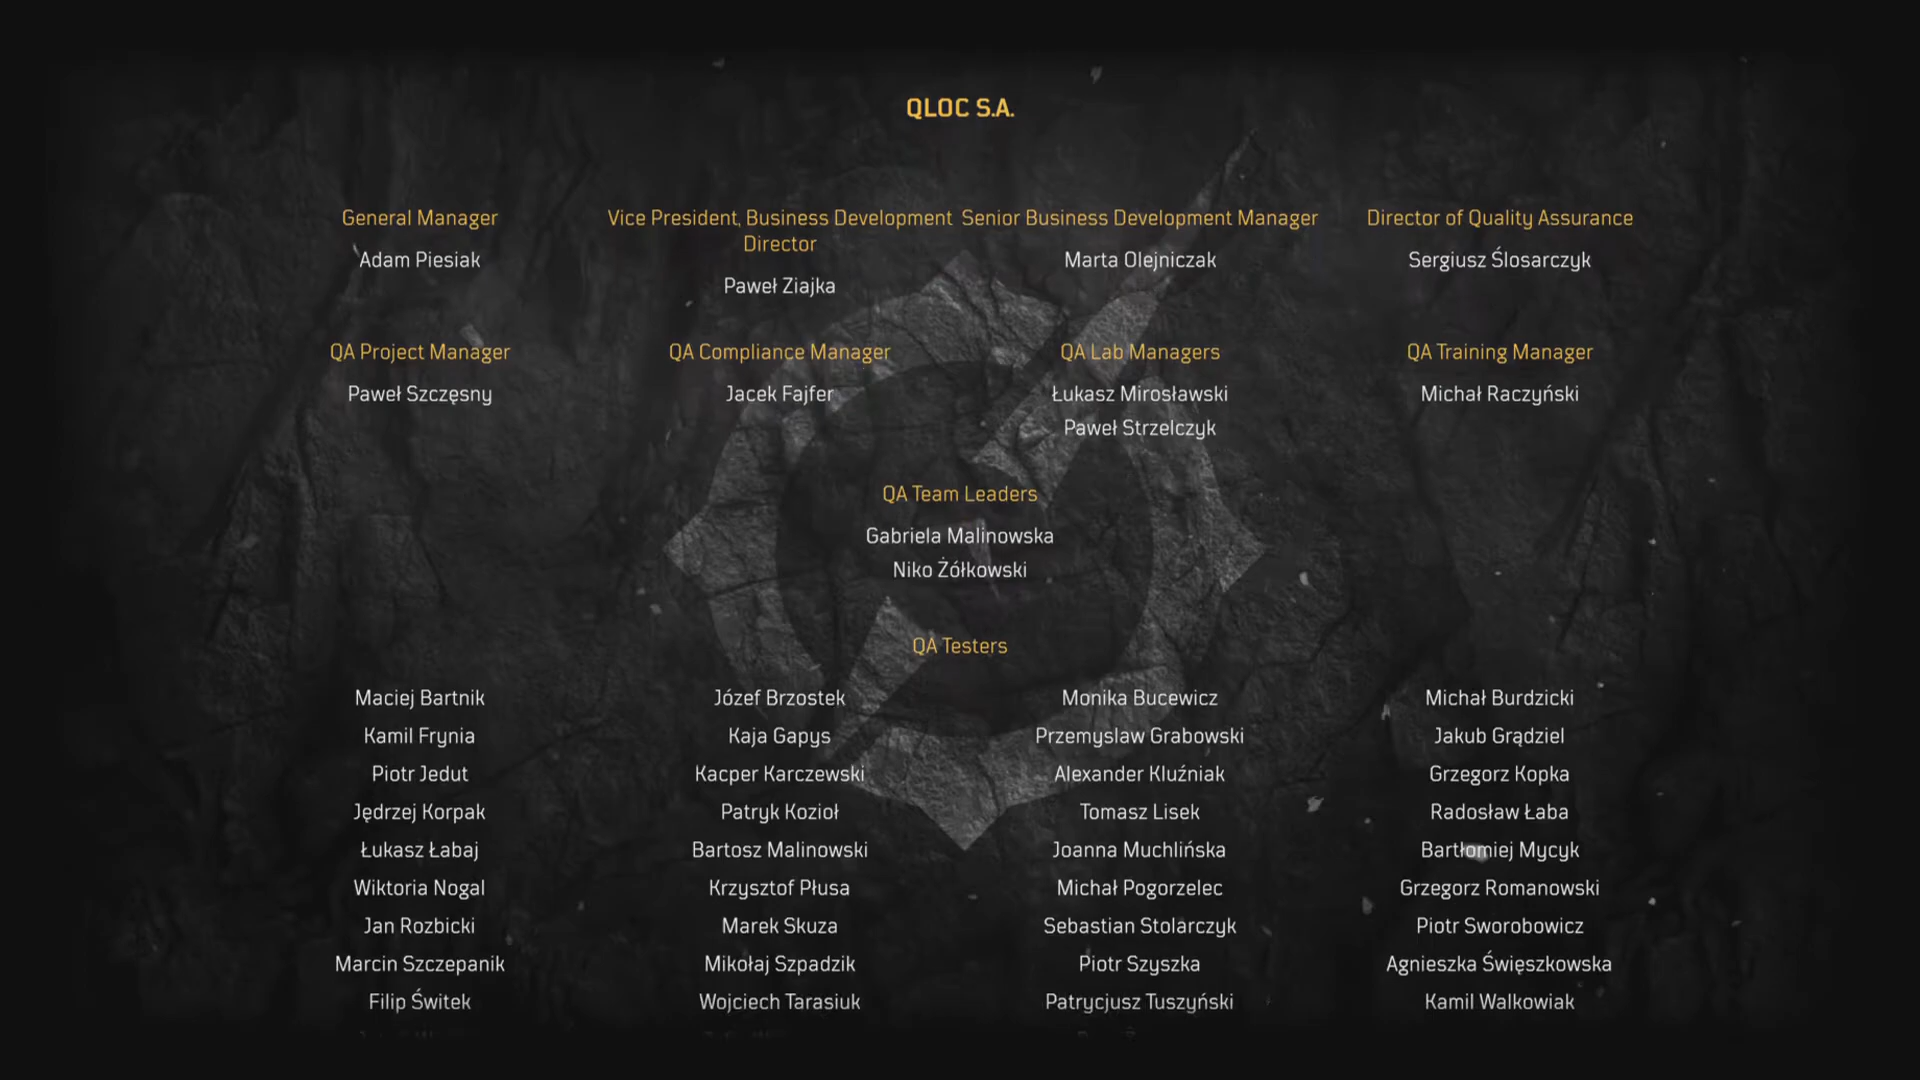 QLOC S.A.
General Manager
Adam Piesiak
Vice President, Business Development
Director
Paweł Ziajka
Senior Business Development Manager
Marta Olejniczak
Director of Quality Assurance
Sergiusz Ślosarczyk
QA Project Manager
Paweł Szczęsny
QA Compliance Manager
Jacek Fajfer
QA Lab Managers
Łukasz Mirosławski
Paweł Strzelczyk
QA Training Manager
Michał Raczyński
QA Team Leaders
Gabriela Malinowska
Niko Żółkowski
QA Testers
Maciej Bartnik
Józef Brzostek
Monika Bucewicz
Michał Burdzicki
Kamil Frynia
Kaja Gapys
Przemyslaw Grabowski
Jakub Grądziel
Piotr Jedut
Kacper Karczewski
Alexander Kluźniak
Grzegorz Kopka
Jędrzej Korpak
Patryk Kozioł
Tomasz Lisek
Radosław Łaba
Łukasz Łabaj
Bartosz Malinowski
Joanna Muchlińska
Bartłomiej Mycyk
Wiktoria Nogal
Krzysztof Płusa
Michał Pogorzelec
Grzegorz Romanowski
Jan Rozbicki
Marek Skuza
Sebastian Stolarczyk
Piotr Sworobowicz
Marcin Szczepanik
Mikołaj Szpadzik
Piotr Szyszka
Agnieszka Święszkowska
Filip Świtek
Wojciech Tarasiuk
Patrycjusz Tuszyński
Kamil Walkowiak